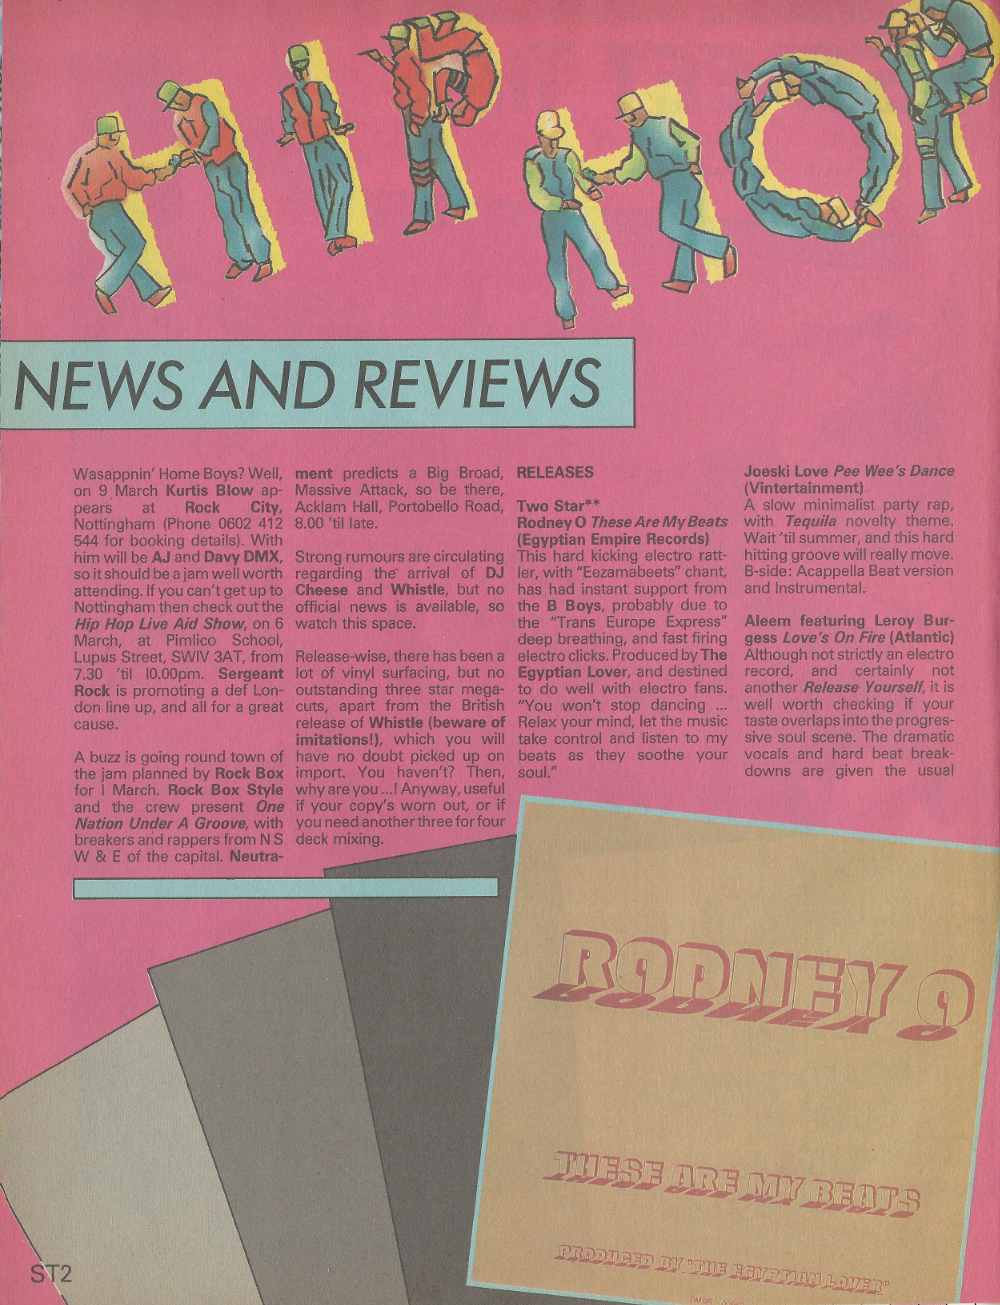 HIP HOP
NEWS AND REVIEWS
Wasappnin' Home Boys? Well,
on 9 March Kurtis Blow ap-
pears at Rock City,
Nottingham (Phone 0602 412
544 for booking details). With
him will be AJ and Davy DMX,
so it should be a jam well worth
attending. If you can't get up to
Nottingham then check out the
Hip Hop Live Aid Show, on 6
March, at Pimlico School,
Lupus Street, SWIV 3AT, from
7.30 'til I0.00pm. Sergeant
Rock is promoting a def Lon-
don line up, and all for a great
cause.
A buzz is going round town of
the jam planned by Rock Box
for I March. Rock Box Style
and the crew present One
Nation Under A Groove, with
breakers and rappers from N S
W & E of the capital. Neutra-
ment predicts a Big Broad,
Massive Attack, so be there,
Acklam Hall, Portobello Road,
8.00 'til late.
Strong rumours are circulating
regarding the arrival of DJ
Cheese and Whistle, but no
official news is available, so
watch this space.
Release-wise, there has been a
lot of vinyl surfacing, but no
outstanding three star mega-
cuts, apart from the British
release of Whistle (beware of
imitations!), which you will
have no doubt picked up on
import. You haven't? Then,
why are you ...! Anyway, useful
if your copy's worn out, or if
you need another three for four
deck mixing.
RELEASES
Two Star**
Rodney O These Are My Beats
(Egyptian Empire Records)
This hard kicking electro ratt-
ler, with "Eezamabeets" chant,
has had instant support from
the B Boys, probably due to
the "Trans Europe Express"
deep breathing, and fast firing
electro clicks. Produced by The
Egyptian Lover, and destined
to do well with electro fans.
"You won't stop dancing ...
Relax your mind, let the music
take control and listen to my
beats as they soothe your
soul."
Joeski Love Pee Wee's Dance
(Vintertainment)
A slow minimalist party rap,
with Tequila novelty theme.
Wait 'til summer, and this hard
hitting groove will really move.
B-side: Acappella Beat version
and Instrumental.
Aleem featuring Leroy Bur-
gess Love's On Fire (Atlantic)
Although not strictly an electro
record, and certainly not
another Release Yourself, it is
well worth checking if your
taste overlaps into the progres-
sive soul scene. The dramatic
vocals and hard beat break-
downs are given the usual
RODNEY O
THESE ARE MY BEATS
PRODUCED BY "THE EGYPTIAN LOVER"
ST2